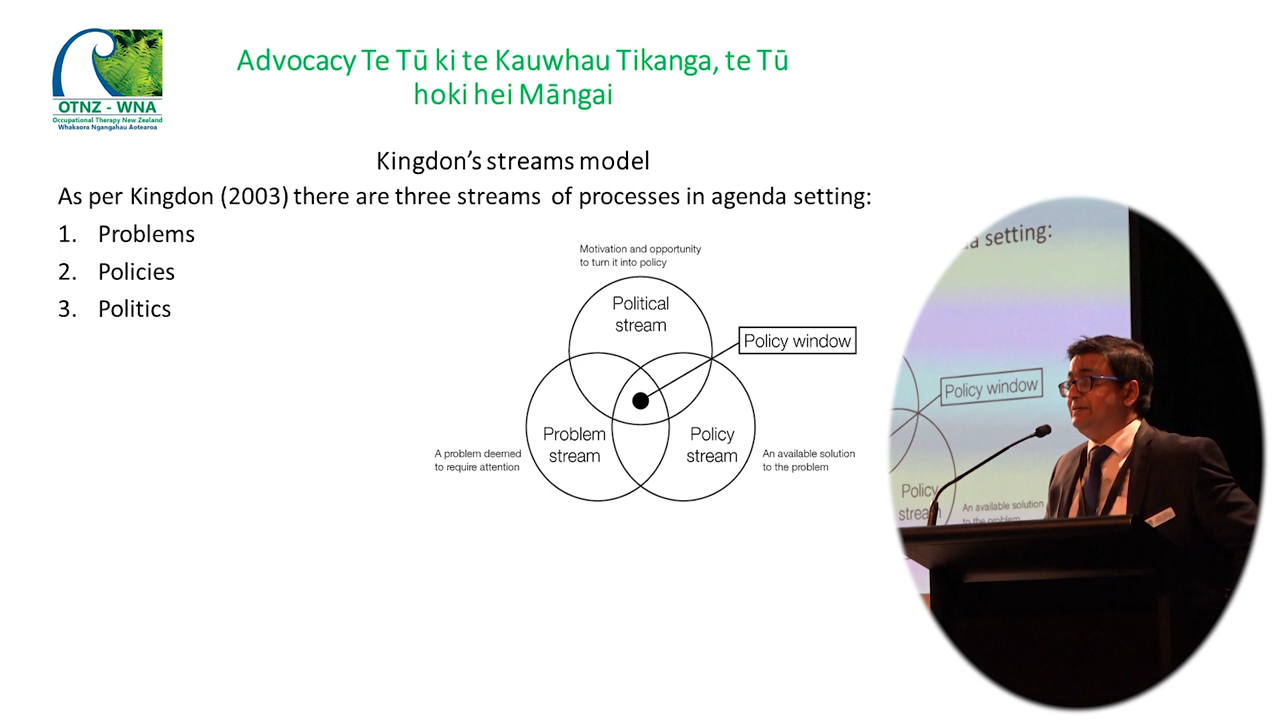 OTNZ - WNA
Occupational Therapy New Zealand
Whakaora Ngangahau Aotearoa
Advocacy Te Tū ki te Kauwhau Tikanga, te Tū
hoki hei Māngai
Kingdon's streams model
As per Kingdon (2003) there are three streams of processes in agenda setting:
1. Problems
2. Policies
3. Politics
Motivation and opportunity
to turn it into policy
Political
stream
Policy window
Problem
stream
Policy
stream
A problem deemed
to require attention
An available solution
to the problem
setting:
Policy window
Policy
stream
An available solution
to the problem